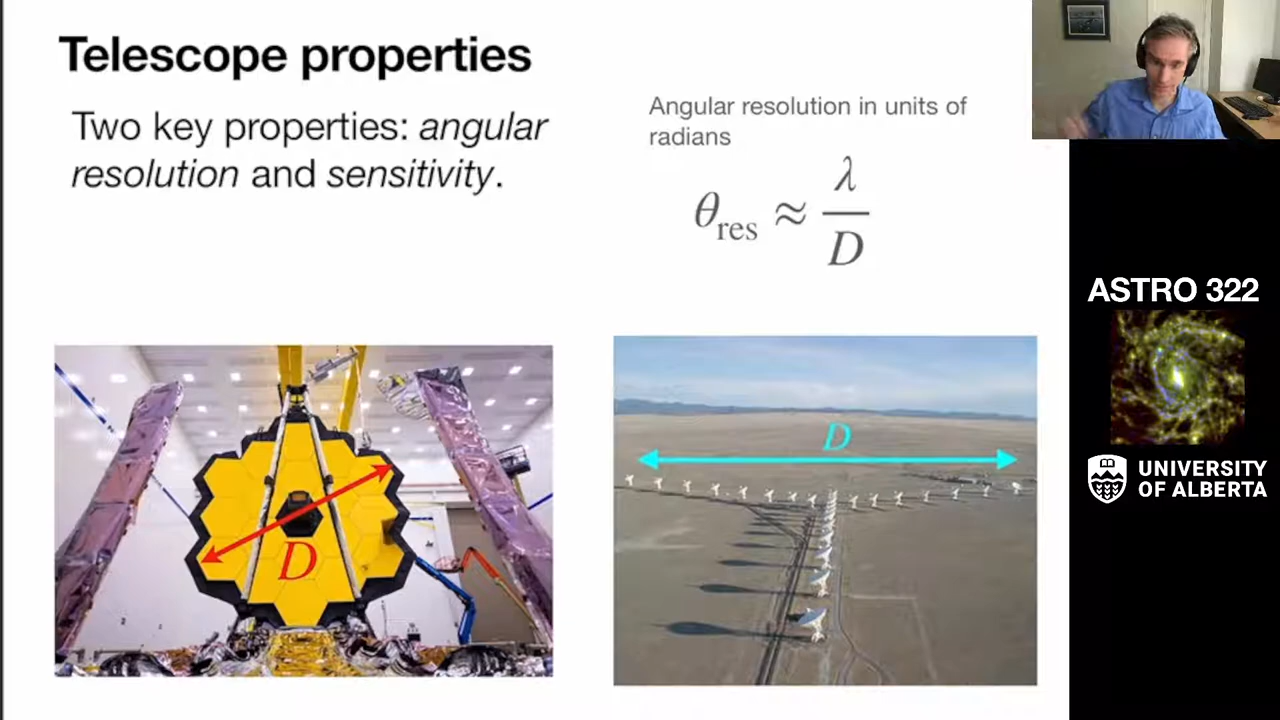 Telescope properties
Two key properties: angular
resolution and sensitivity.
Angular resolution in units of
radians
θres ≈ λ/D
D
D
ASTRO 322
UNIVERSITY
OF ALBERTA